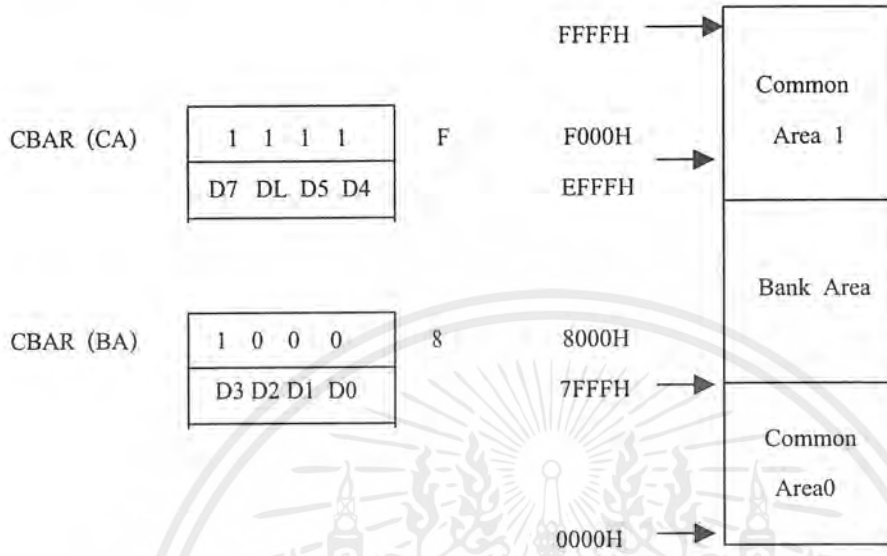 FFFFH
Common
CBAR (CA) 1 1 1 1 F F000H Area 1
D7 DL D5 D4 EFFFH
Bank Area
CBAR (BA) 1 0 0 0 8 8000H
D3 D2 D1 D0 7FFFH
Common
Area0
0000H